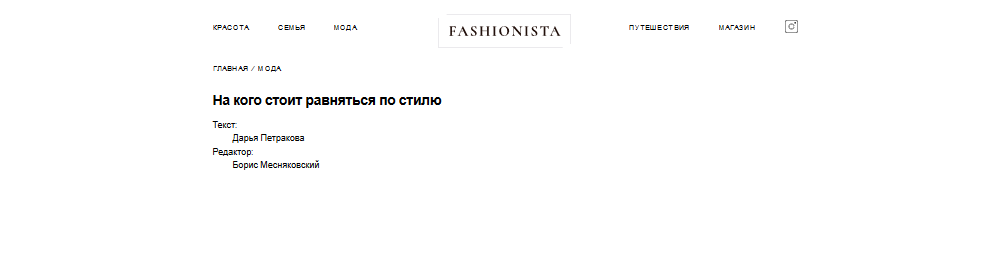 КРАСОТА СЕМЬЯ МОДА FASHIONISTA ПУТЕШЕСТВИЯ МАГАЗИН
ГЛАВНАЯ / МОДА
На кого стоит равняться по стилю
Текст:
Дарья Петракова
Редактор:
Борис Месняковский